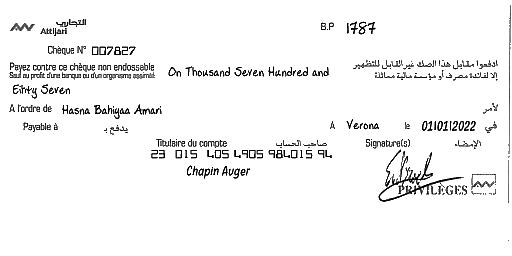 التجاري
Attijari
B.P 1787
Chèque N° 007827
Payez contre ce chèque non endossable
Sauf au profit d'une banque ou d'un organisme assimilé
On Thousand Seven Hundred and
ادفعوا مقابل هذا الصك غير القابل للتظهير
إلا لفائدة مصرف أو مؤسسة مالية مماثلة
Eihty Seven
A l'ordre de Hasna Bahiyaa Amari لأمر
Payable à يدفع بـ A Verona le 01/01/2022 في
Titulaire du compte صاحب الحساب Signature(s) الإمضاء
23 015 405 4905 984015 94
Chapin Auger
PRIVILÈGES